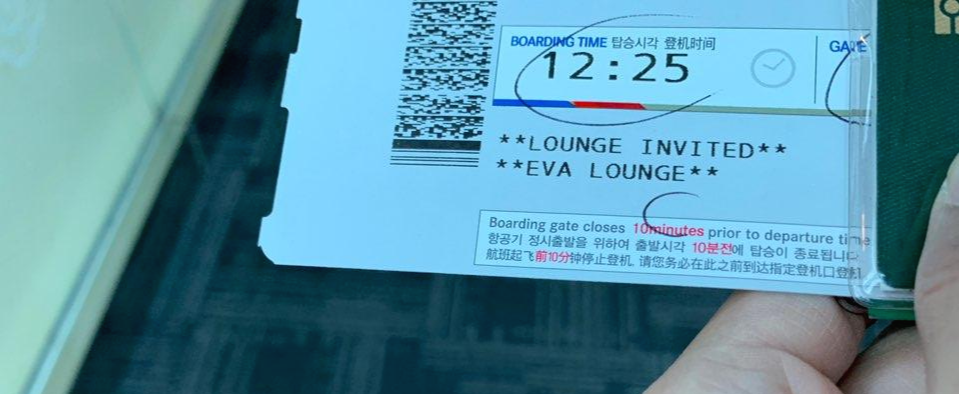 BOARDING TIME 탑승시각 登机时间
GATE
12:25
**LOUNGE INVITED**
**EVA LOUNGE**
Boarding gate closes 10minutes prior to departure time
항공기 정시출발을 위하여 출발시각 10분전에 탑승이 종료됩니다
航班起飞前10分钟停止登机 请您务必在此之前到达指定登机口登机